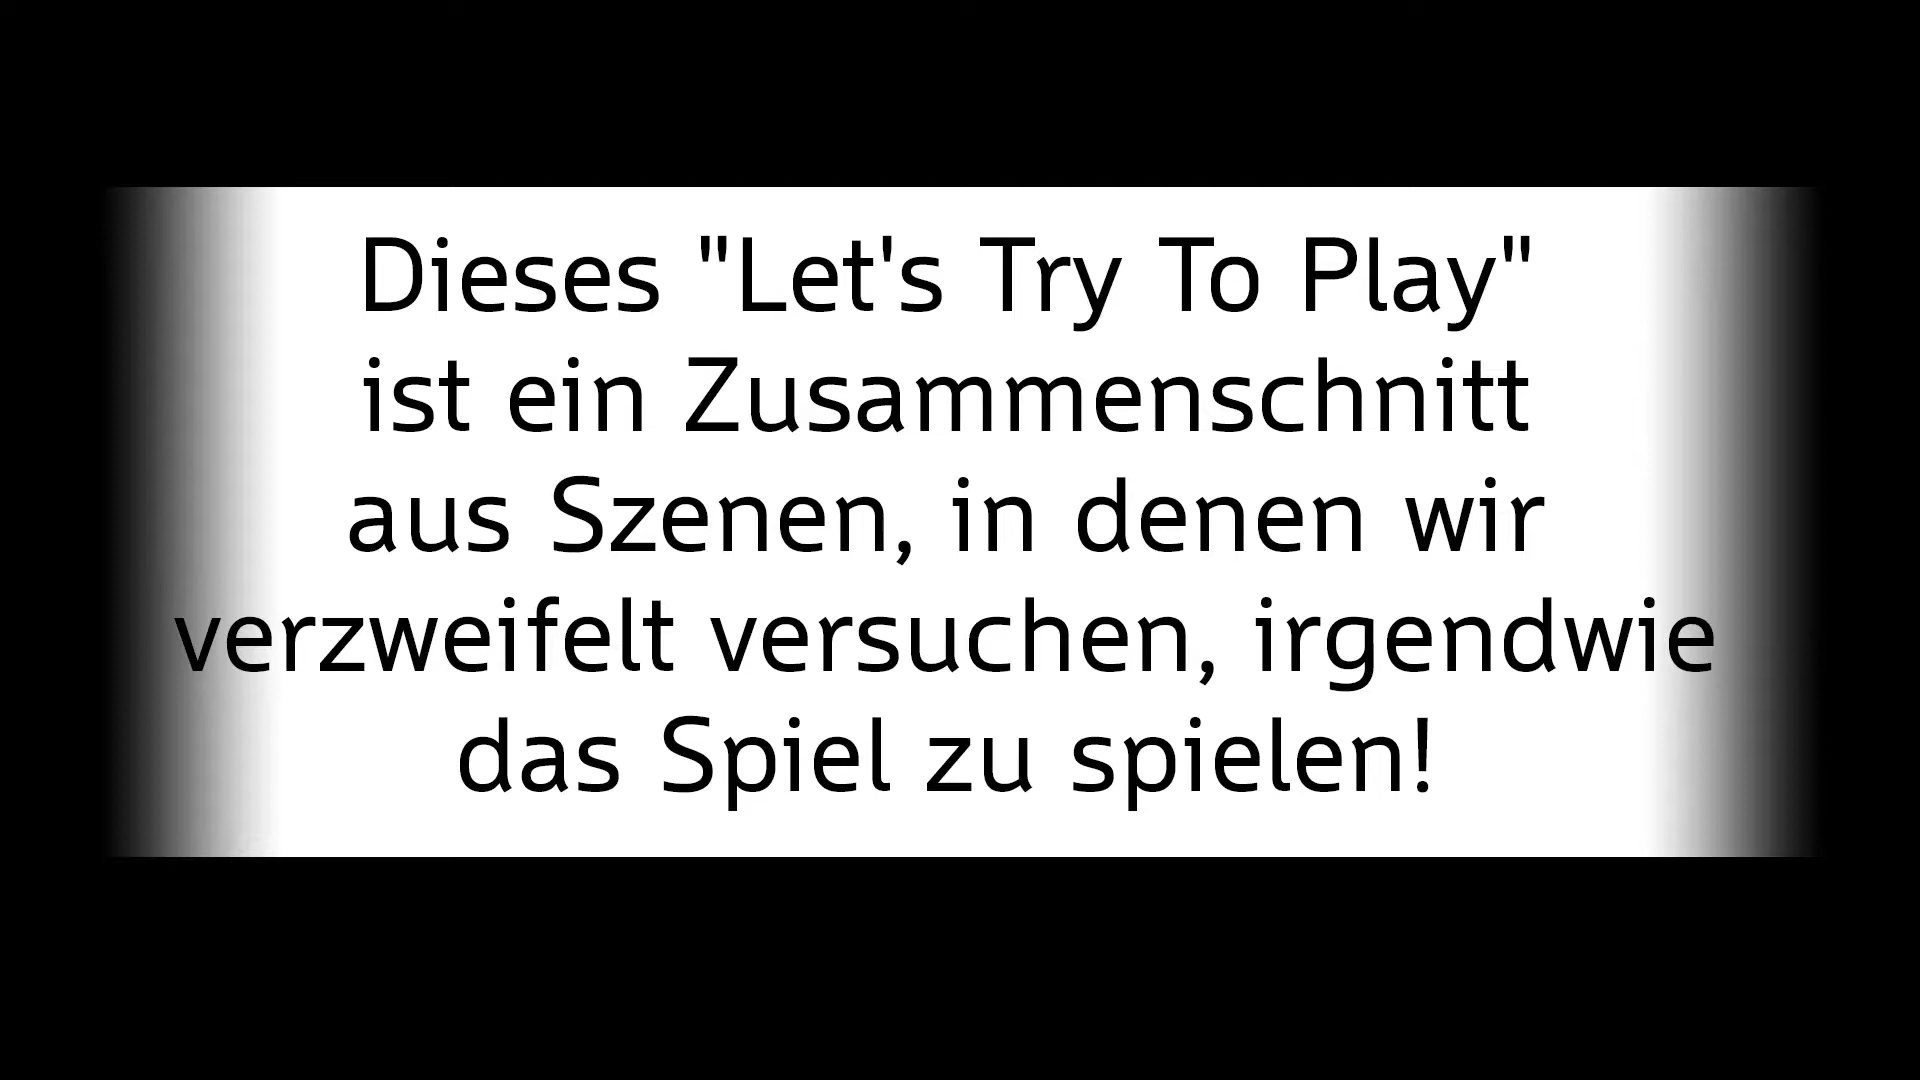 Dieses "Let's Try To Play"
ist ein Zusammenschnitt
aus Szenen, in denen wir
verzweifelt versuchen, irgendwie
das Spiel zu spielen!